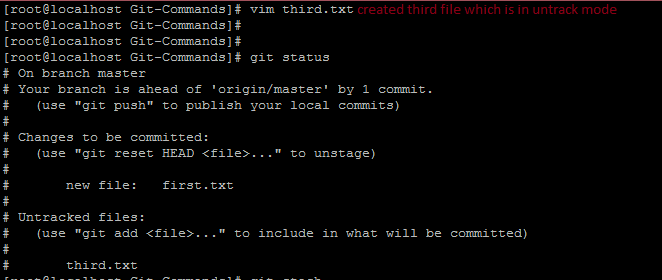 [root@localhost Git-Commands]# vim third.txt created third file which is in untrack mode
[root@localhost Git-Commands]#
[root@localhost Git-Commands]#
[root@localhost Git-Commands]# git status
# On branch master
# Your branch is ahead of 'origin/master' by 1 commit.
#   (use "git push" to publish your local commits)
#
# Changes to be committed:
#   (use "git reset HEAD <file>..." to unstage)
#
#       new file:   first.txt
#
# Untracked files:
#   (use "git add <file>..." to include in what will be committed)
#
#       third.txt
[root@localhost Git-Commands]# git stash